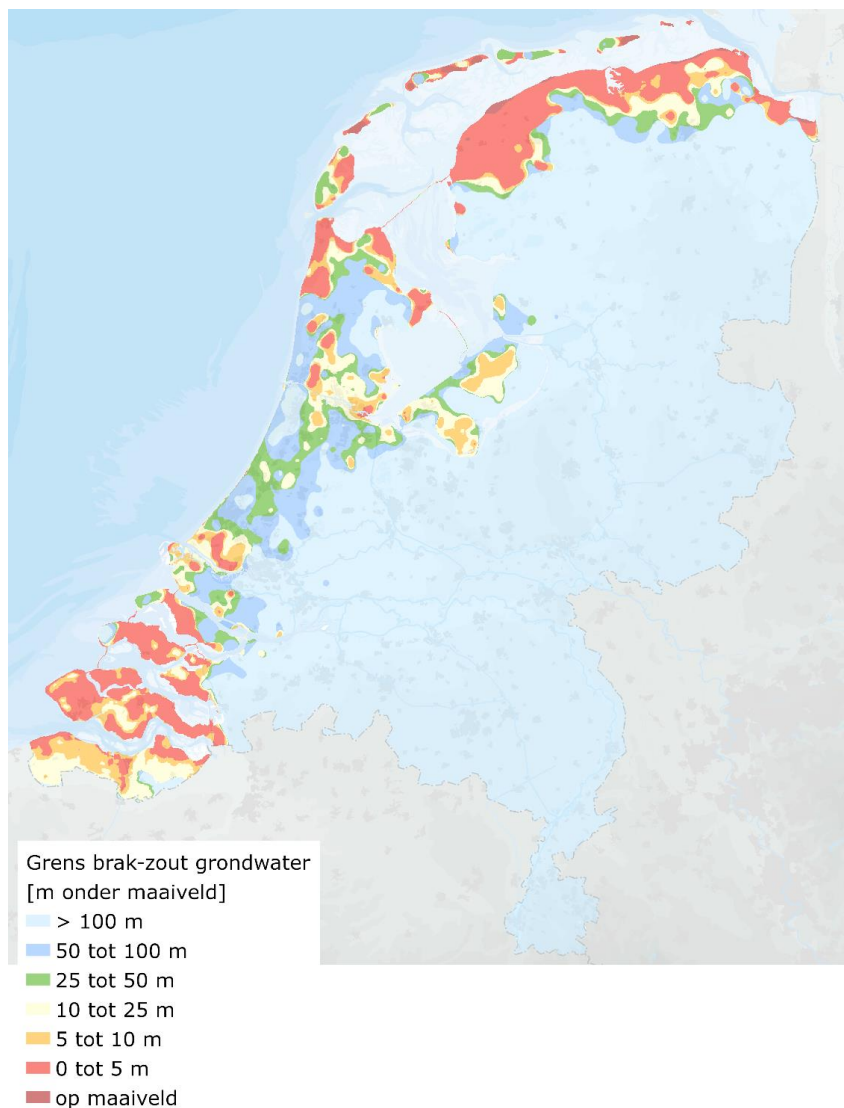 Grens brak-zout grondwater
[m onder maaiveld]
> 100 m
50 tot 100 m
25 tot 50 m
10 tot 25 m
5 tot 10 m
0 tot 5 m
op maaiveld